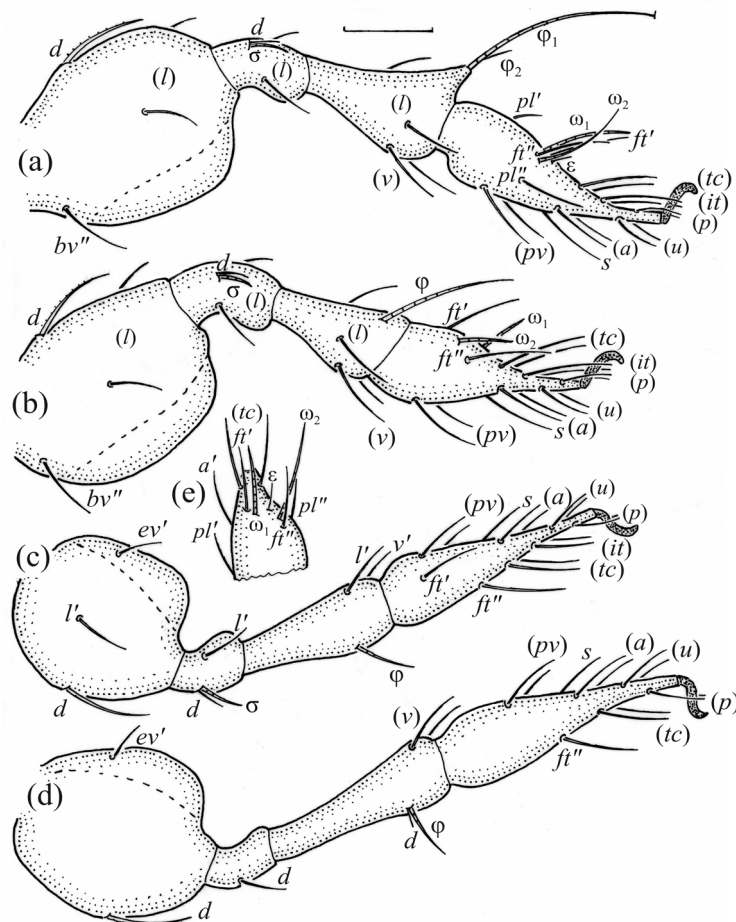 d σ (l) φ₁
(l) φ₂
(l) pl' ω₁ ω₂
ft'' ft'
(a) ε
(v) pl'' (tc)
(it)
(p)
bv'' (pv) s (a) (u)
d φ
d σ (l) ft' ω₁
(l) (l) ω₂ (tc)
ft'' (it)
(p)
(b) (v) (pv) s (a) (u)
bv''
(tc) ω₂
ft'
(e) ε
a' pl''
pl' ω₁ ft''
(c) ev' l' v' (pv) s (a) (u)
(p)
l' l' ft' (it)
(tc)
ft''
d d σ φ
(pv) s (a) (u)
ev' (v) (p)
(d) (tc)
ft''
d φ
d
d